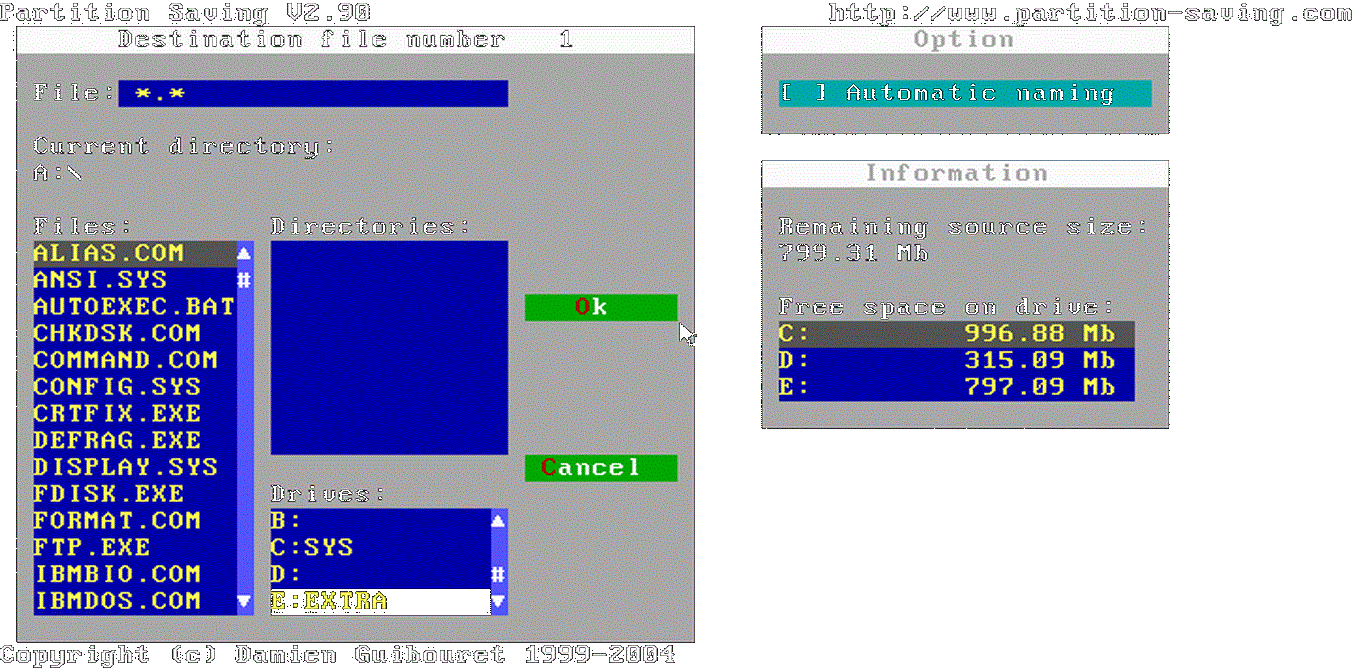 Partition Saving V2.90
http://www.partition-saving.com
Destination file number 1
File: *.*
Current directory:
A:\
Files:
ALIAS.COM
ANSI.SYS
AUTOEXEC.BAT
CHKDSK.COM
COMMAND.COM
CONFIG.SYS
CRTFIX.EXE
DEFRAG.EXE
DISPLAY.SYS
FDISK.EXE
FORMAT.COM
FTP.EXE
IBMBIO.COM
IBMDOS.COM
Directories:
Drives:
B:
C:SYS
D:
E:EXTRA
Ok
Cancel
Option
[ ] Automatic naming
Information
Remaining source size:
799.31 Mb
Free space on drive:
C: 996.88 Mb
D: 315.09 Mb
E: 797.09 Mb
Copyright (c) Damien Guibouret 1999-2004